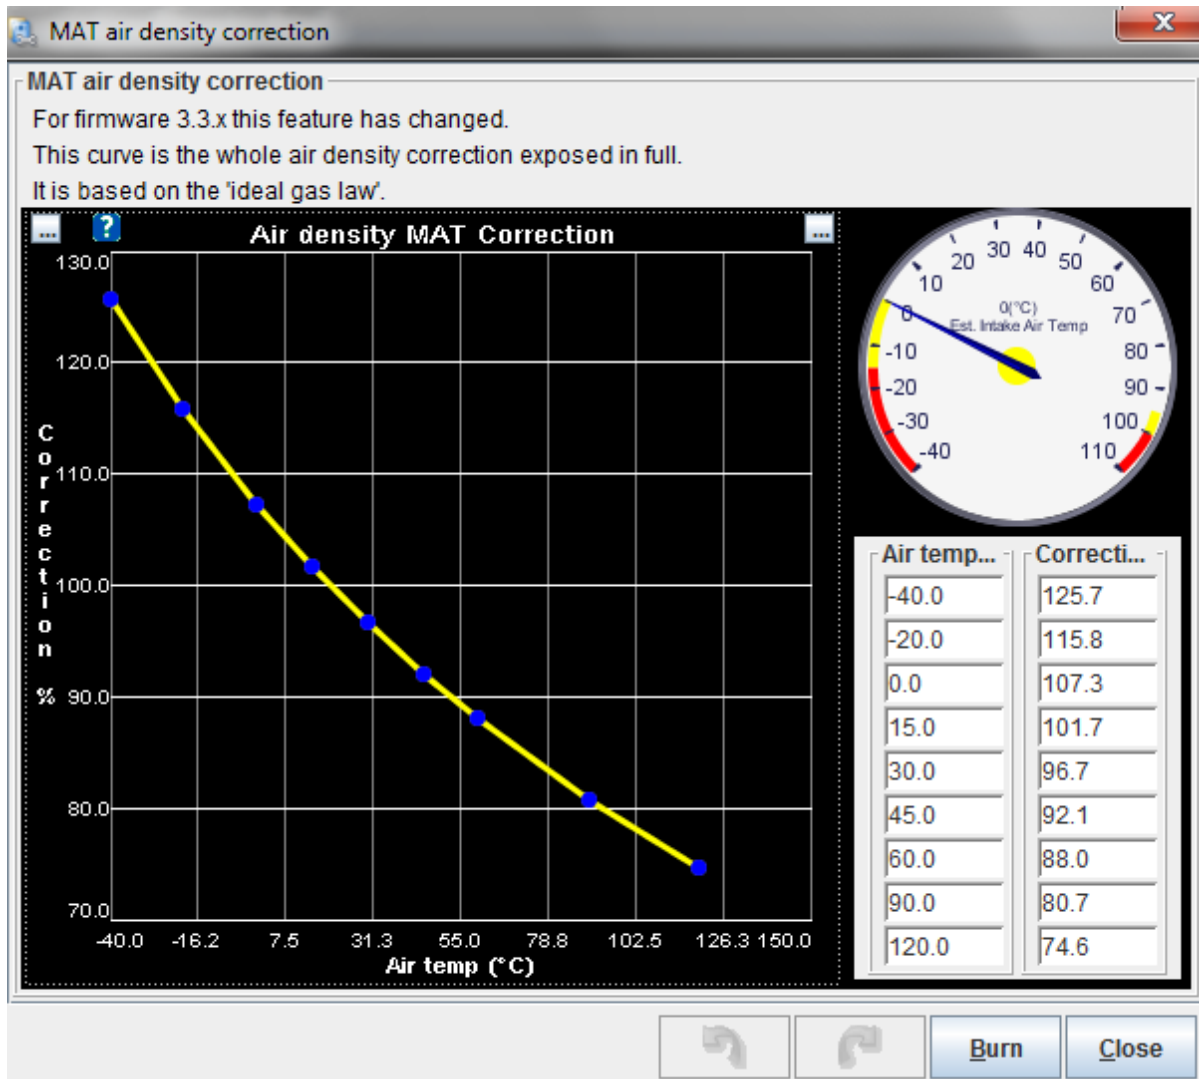 MAT air density correction
MAT air density correction
For firmware 3.3.x this feature has changed.
This curve is the whole air density correction exposed in full.
It is based on the 'ideal gas law'.
... ? Air density MAT Correction ...
130.0
120.0
110.0
100.0
90.0
80.0
70.0
Correction %
-40.0 -16.2 7.5 31.3 55.0 78.8 102.5 126.3 150.0
Air temp (°C)
-40
-30
-20
-10
0
10
20
30
40
50
60
70
80
90
100
110
0(°C)
Est. Intake Air Temp
Air temp... Correcti...
-40.0 125.7
-20.0 115.8
0.0 107.3
15.0 101.7
30.0 96.7
45.0 92.1
60.0 88.0
90.0 80.7
120.0 74.6
Burn Close